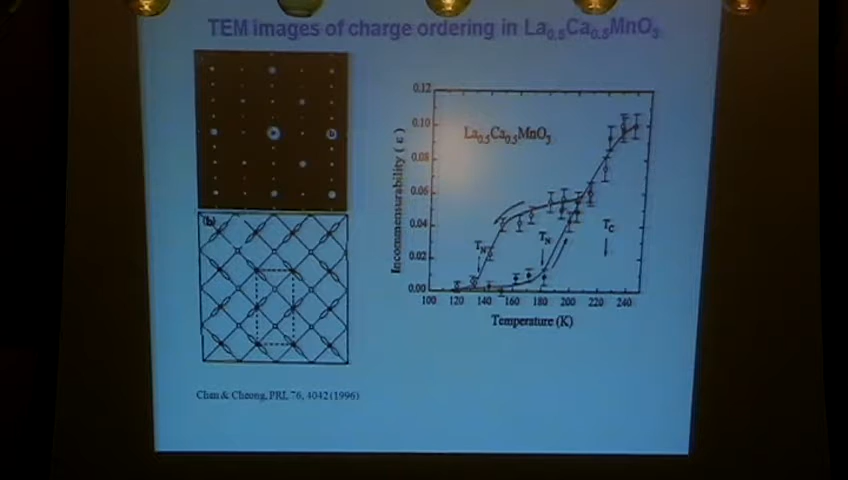 TEM images of charge ordering in La0.5Ca0.5MnO3
b
(b)
Chen & Cheong, PRL 76, 4042 (1996)
Incommensurability ( ε )
0.12
0.10
0.08
0.06
0.04
0.02
0.00
La0.5Ca0.5MnO3
TN
TN
TC
100 120 140 160 180 200 220 240
Temperature (K)